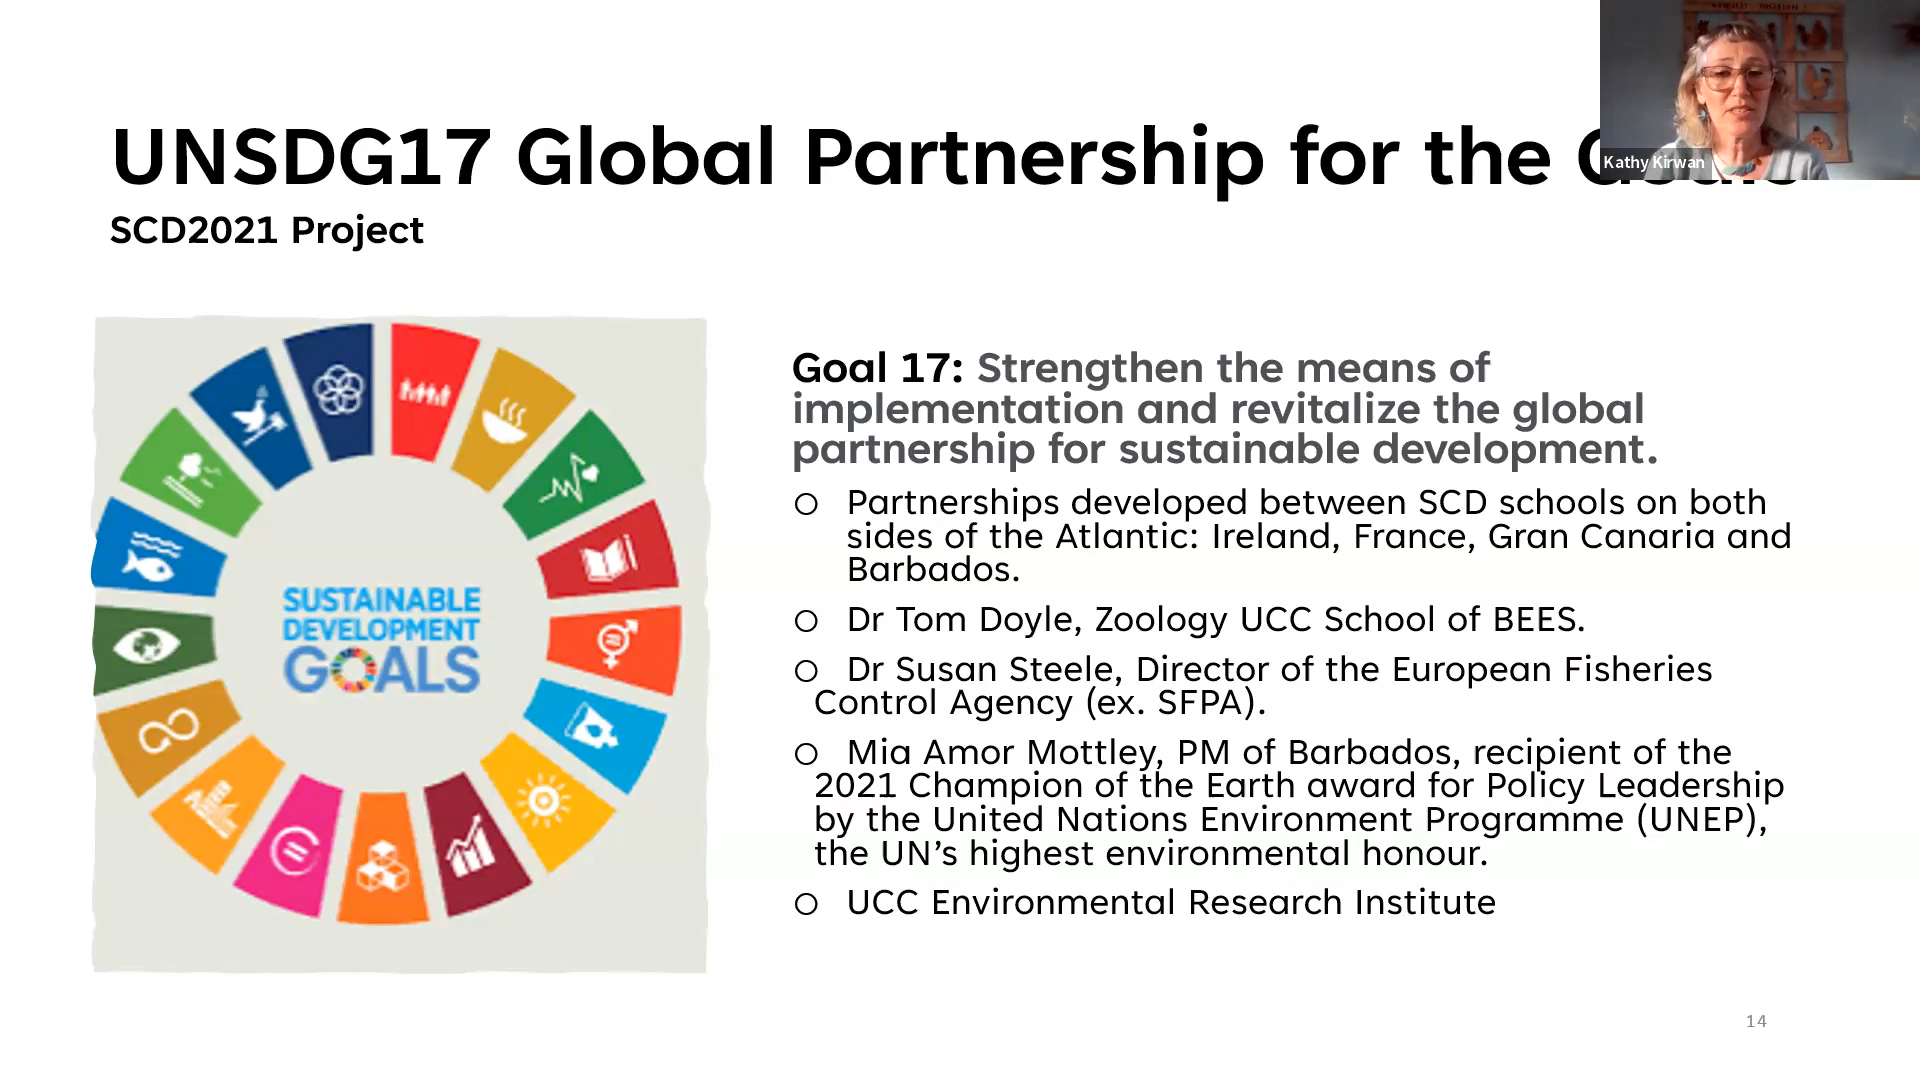 UNSDG17 Global Partnership for the
Kathy Kirwan
SCD2021 Project
SUSTAINABLE
DEVELOPMENT
GOALS
Goal 17: Strengthen the means of
implementation and revitalize the global
partnership for sustainable development.
Partnerships developed between SCD schools on both
sides of the Atlantic: Ireland, France, Gran Canaria and
Barbados.
Dr Tom Doyle, Zoology UCC School of BEES.
Dr Susan Steele, Director of the European Fisheries
Control Agency (ex. SFPA).
Mia Amor Mottley, PM of Barbados, recipient of the
2021 Champion of the Earth award for Policy Leadership
by the United Nations Environment Programme (UNEP),
the UN’s highest environmental honour.
UCC Environmental Research Institute
14